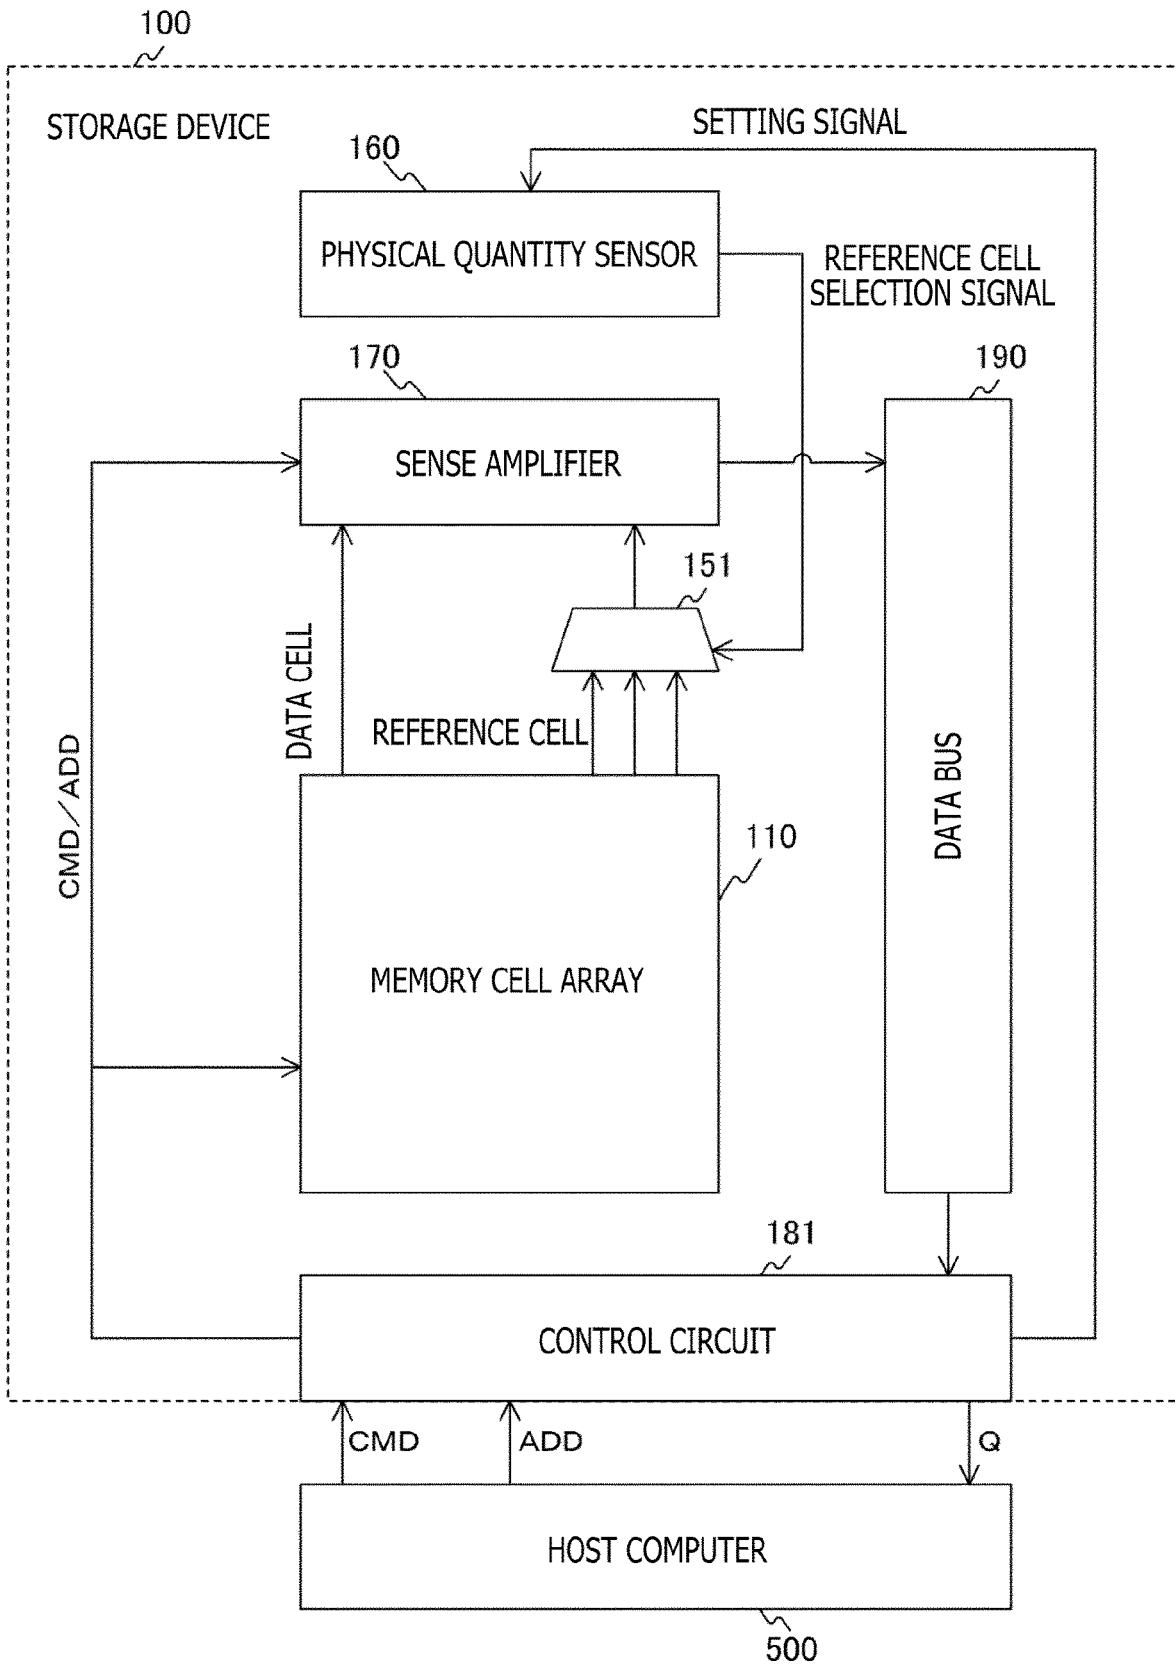 100
STORAGE DEVICE
SETTING SIGNAL
160
PHYSICAL QUANTITY SENSOR
REFERENCE CELL
SELECTION SIGNAL
170
190
SENSE AMPLIFIER
151
DATA CELL
REFERENCE CELL
CMD/ADD
DATA BUS
110
MEMORY CELL ARRAY
181
CONTROL CIRCUIT
CMD
ADD
Q
HOST COMPUTER
500